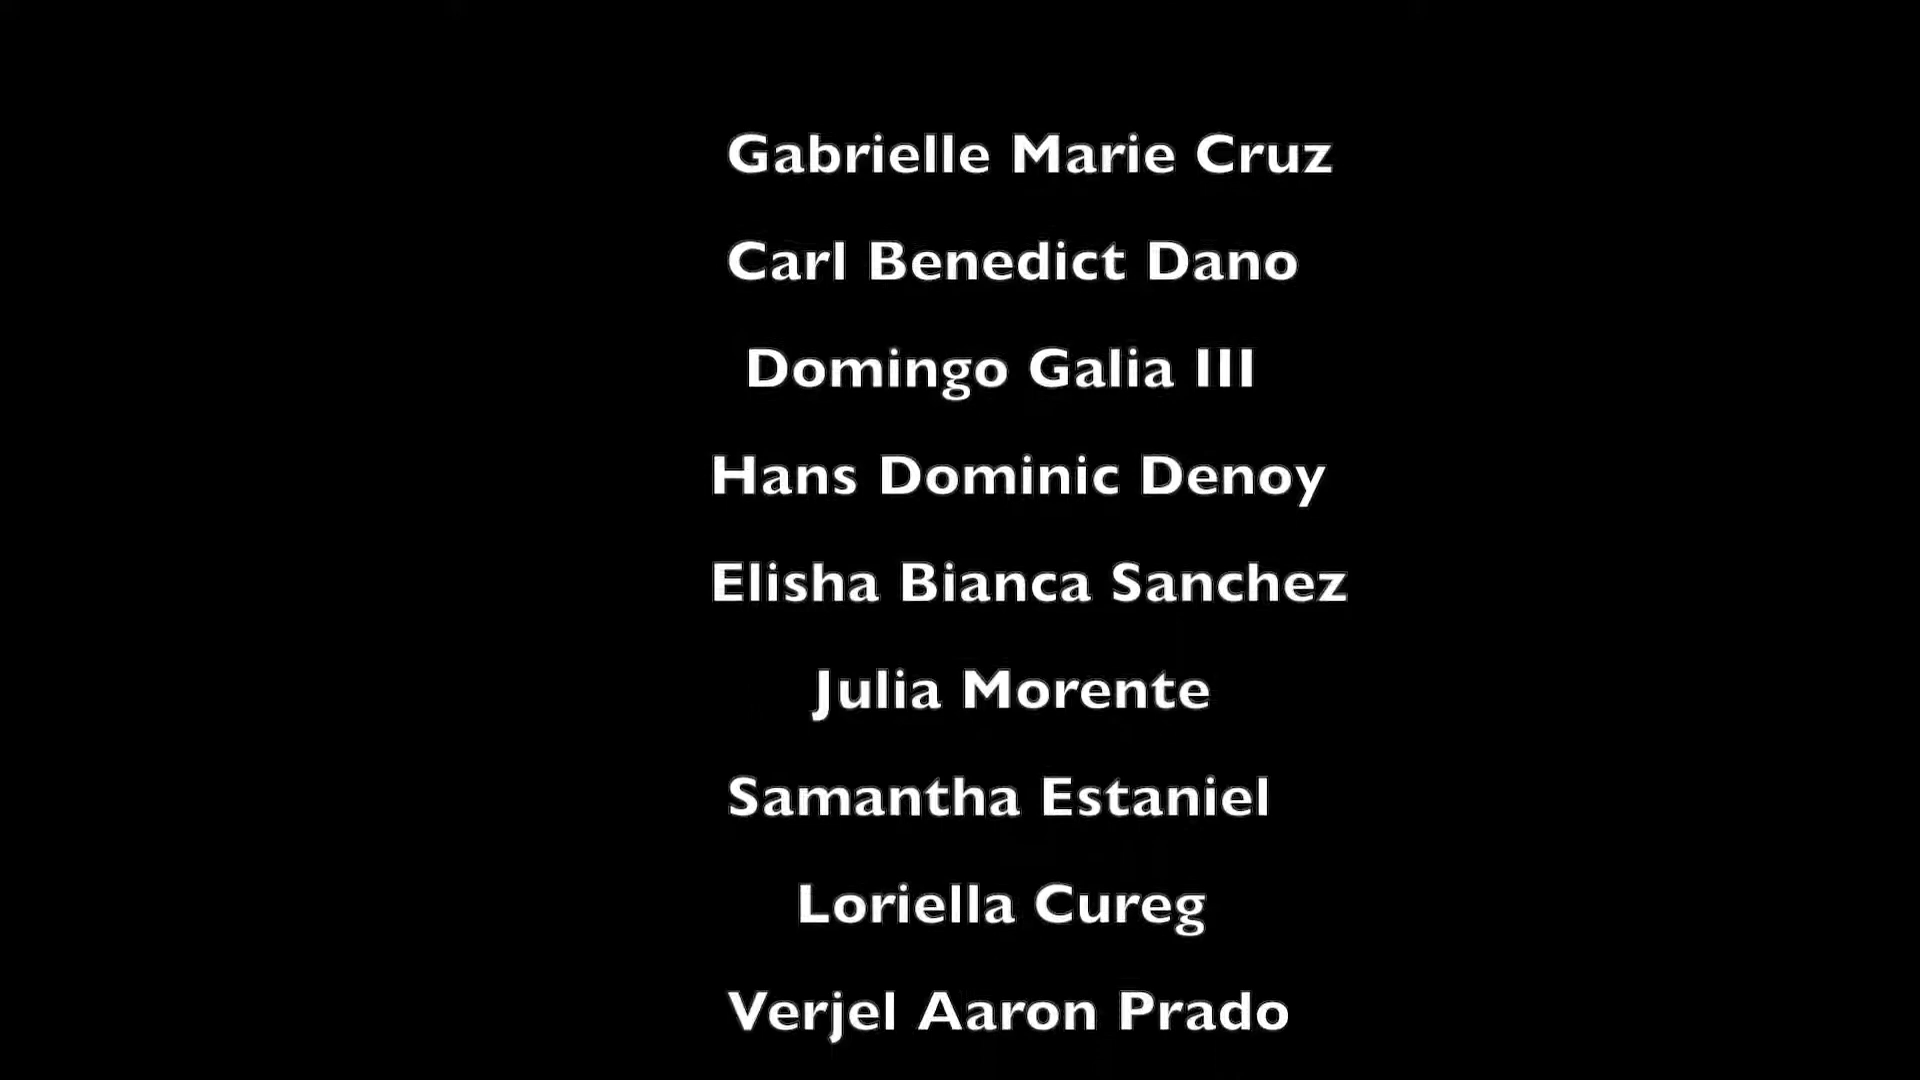 Gabrielle Marie Cruz
Carl Benedict Dano
Domingo Galia III
Hans Dominic Denoy
Elisha Bianca Sanchez
Julia Morente
Samantha Estaniel
Loriella Cureg
Verjel Aaron Prado